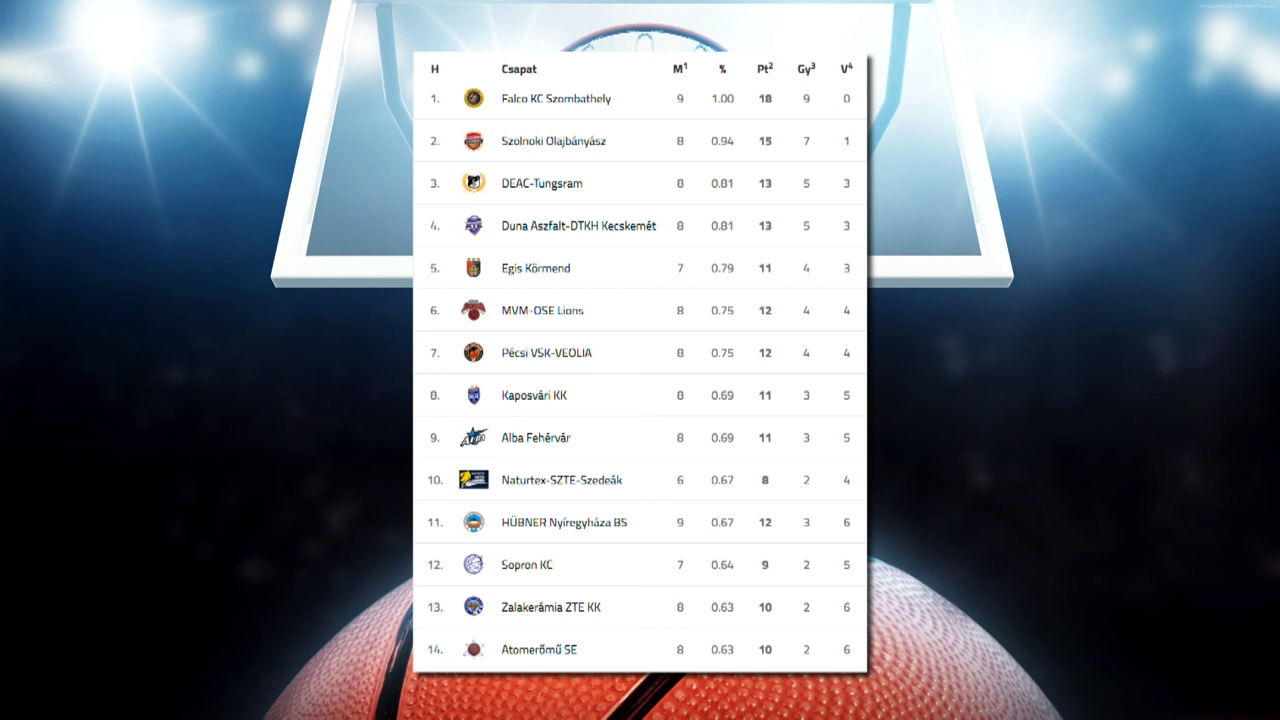 H Csapat M¹ % Pt² Gy³ V⁴
1. Falco KC Szombathely 9 1.00 18 9 0
2. Szolnoki Olajbányász 8 0.94 15 7 1
3. DEAC-Tungsram 8 0.81 13 5 3
4. Duna Aszfalt-DTKH Kecskemét 8 0.81 13 5 3
5. Egis Körmend 7 0.79 11 4 3
6. MVM-OSE Lions 8 0.75 12 4 4
7. Pécsi VSK-VEOLIA 8 0.75 12 4 4
8. Kaposvári KK 8 0.69 11 3 5
9. Alba Fehérvár 8 0.69 11 3 5
10. Naturtex-SZTE-Szedeák 6 0.67 8 2 4
11. HÜBNER Nyíregyháza BS 9 0.67 12 3 6
12. Sopron KC 7 0.64 9 2 5
13. Zalakerámia ZTE KK 8 0.63 10 2 6
14. Atomerőmű SE 8 0.63 10 2 6